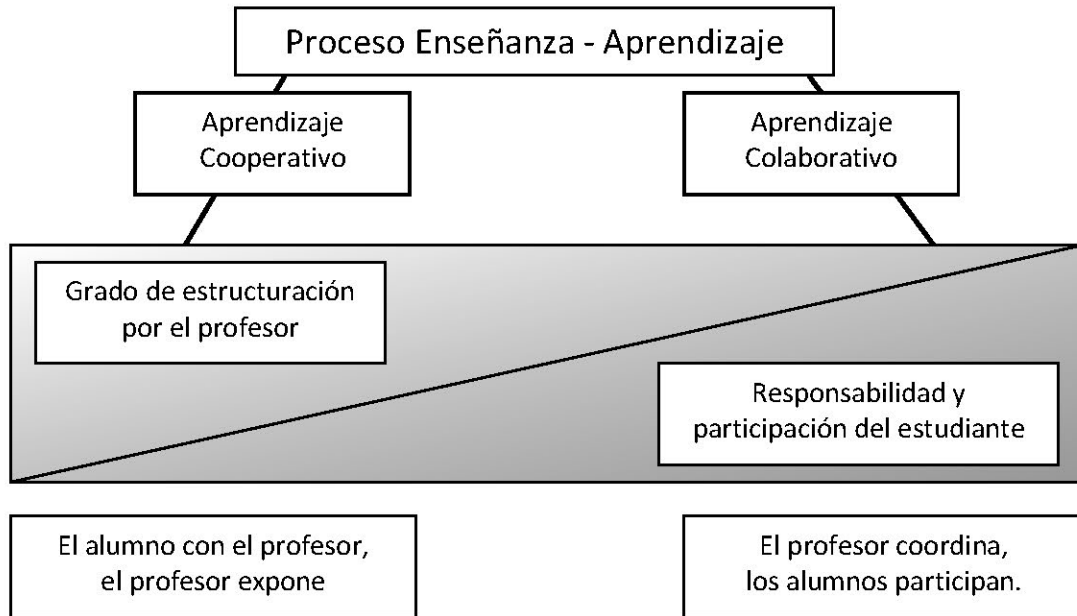 Proceso Enseñanza - Aprendizaje
Aprendizaje
Cooperativo
Aprendizaje
Colaborativo
Grado de estructuración
por el profesor
Responsabilidad y
participación del estudiante
El alumno con el profesor,
el profesor expone
El profesor coordina,
los alumnos participan.